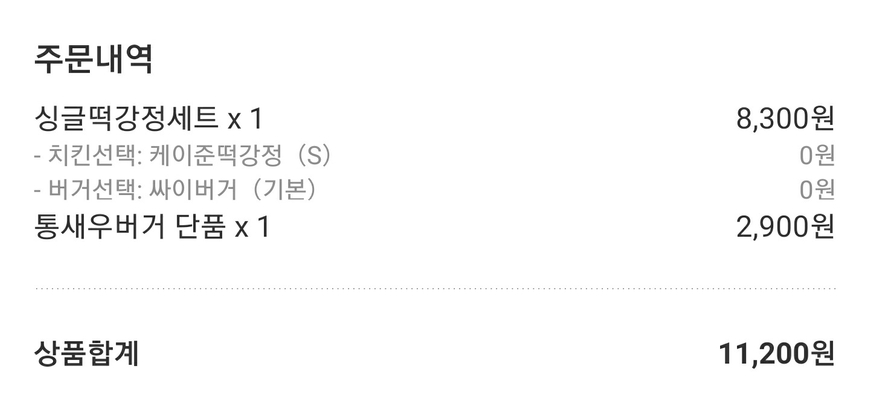 주문내역
싱글떡강정세트 x 1 8,300원
- 치킨선택: 케이준떡강정（S） 0원
- 버거선택: 싸이버거（기본） 0원
통새우버거 단품 x 1 2,900원
상품합계 11,200원